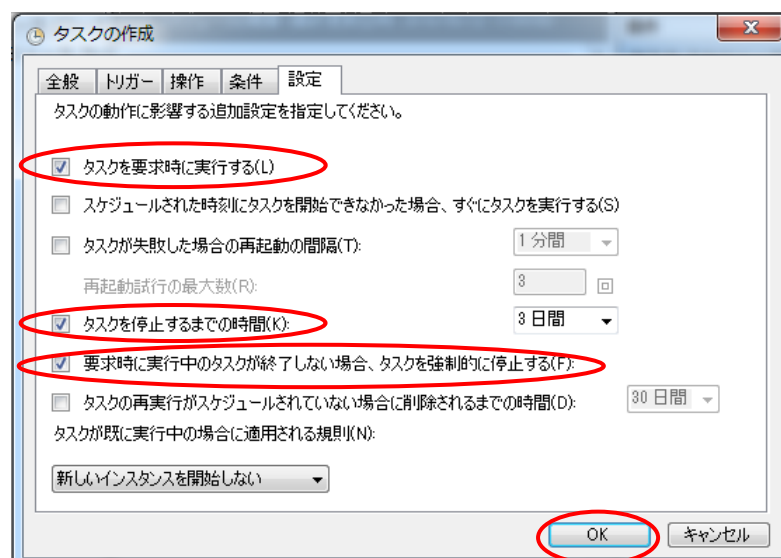 タスクの作成
全般 トリガー 操作 条件 設定
タスクの動作に影響する追加設定を指定してください。
タスクを要求時に実行する(L)
スケジュールされた時刻にタスクを開始できなかった場合、すぐにタスクを実行する(S)
タスクが失敗した場合の再起動の間隔(T): 1 分間
再起動試行の最大数(R): 3 回
タスクを停止するまでの時間(K): 3 日間
要求時に実行中のタスクが終了しない場合、タスクを強制的に停止する(F):
タスクの再実行がスケジュールされていない場合に削除されるまでの時間(D): 30 日間
タスクが既に実行中の場合に適用される規則(N):
新しいインスタンスを開始しない
OK キャンセル